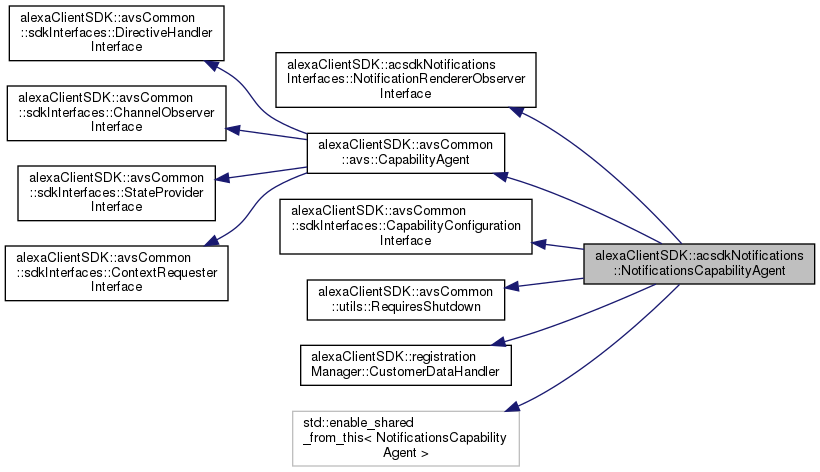 alexaClientSDK::avsCommon
::sdkInterfaces::DirectiveHandler
Interface
alexaClientSDK::avsCommon
::sdkInterfaces::ChannelObserver
Interface
alexaClientSDK::avsCommon
::sdkInterfaces::StateProvider
Interface
alexaClientSDK::avsCommon
::sdkInterfaces::ContextRequester
Interface
alexaClientSDK::acsdkNotifications
Interfaces::NotificationRendererObserver
Interface
alexaClientSDK::avsCommon
::avs::CapabilityAgent
alexaClientSDK::avsCommon
::sdkInterfaces::CapabilityConfiguration
Interface
alexaClientSDK::avsCommon
::utils::RequiresShutdown
alexaClientSDK::registration
Manager::CustomerDataHandler
std::enable_shared
_from_this< NotificationsCapability
Agent >
alexaClientSDK::acsdkNotifications
::NotificationsCapabilityAgent